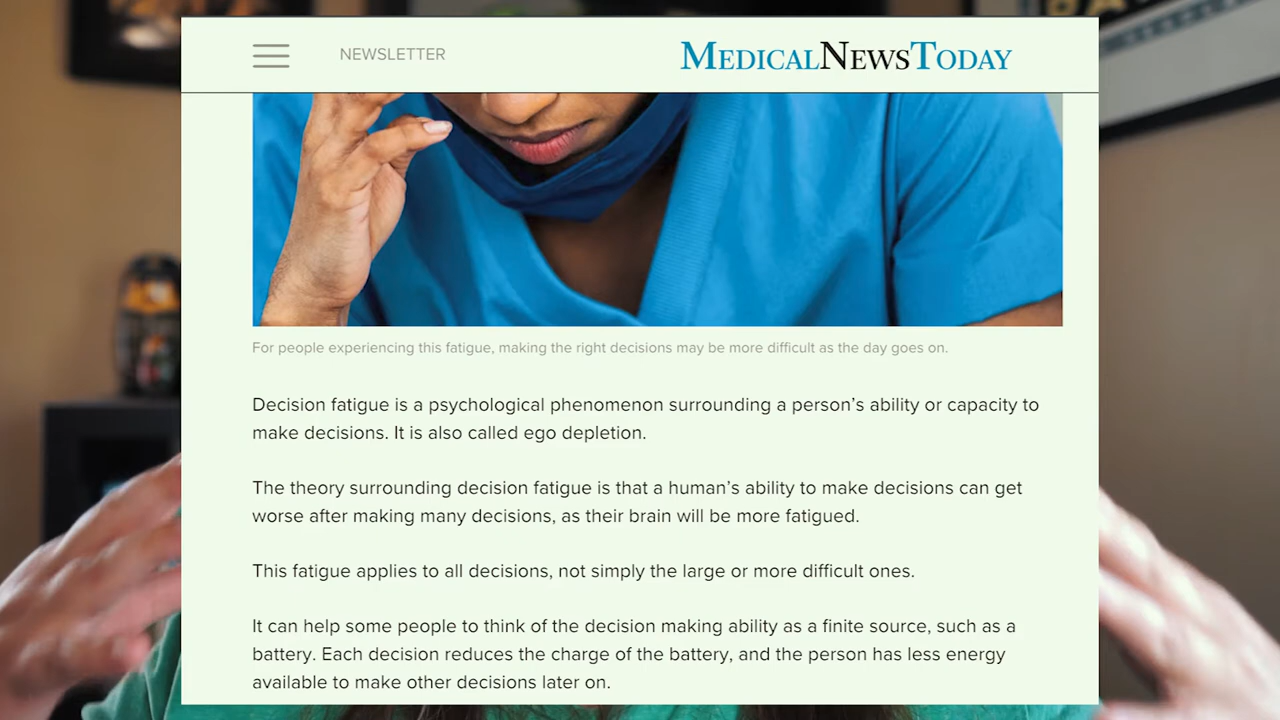 NEWSLETTER
MEDICALNEWSTODAY
For people experiencing this fatigue, making the right decisions may be more difficult as the day goes on.
Decision fatigue is a psychological phenomenon surrounding a person’s ability or capacity to
make decisions. It is also called ego depletion.
The theory surrounding decision fatigue is that a human’s ability to make decisions can get
worse after making many decisions, as their brain will be more fatigued.
This fatigue applies to all decisions, not simply the large or more difficult ones.
It can help some people to think of the decision making ability as a finite source, such as a
battery. Each decision reduces the charge of the battery, and the person has less energy
available to make other decisions later on.